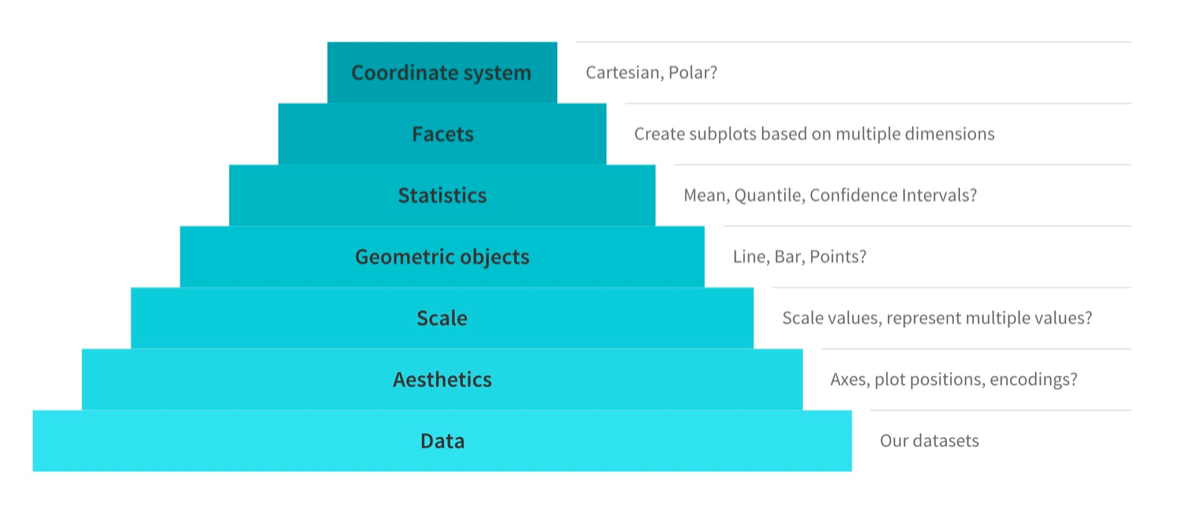 Coordinate system
Cartesian, Polar?
Facets
Create subplots based on multiple dimensions
Statistics
Mean, Quantile, Confidence Intervals?
Geometric objects
Line, Bar, Points?
Scale
Scale values, represent multiple values?
Aesthetics
Axes, plot positions, encodings?
Data
Our datasets